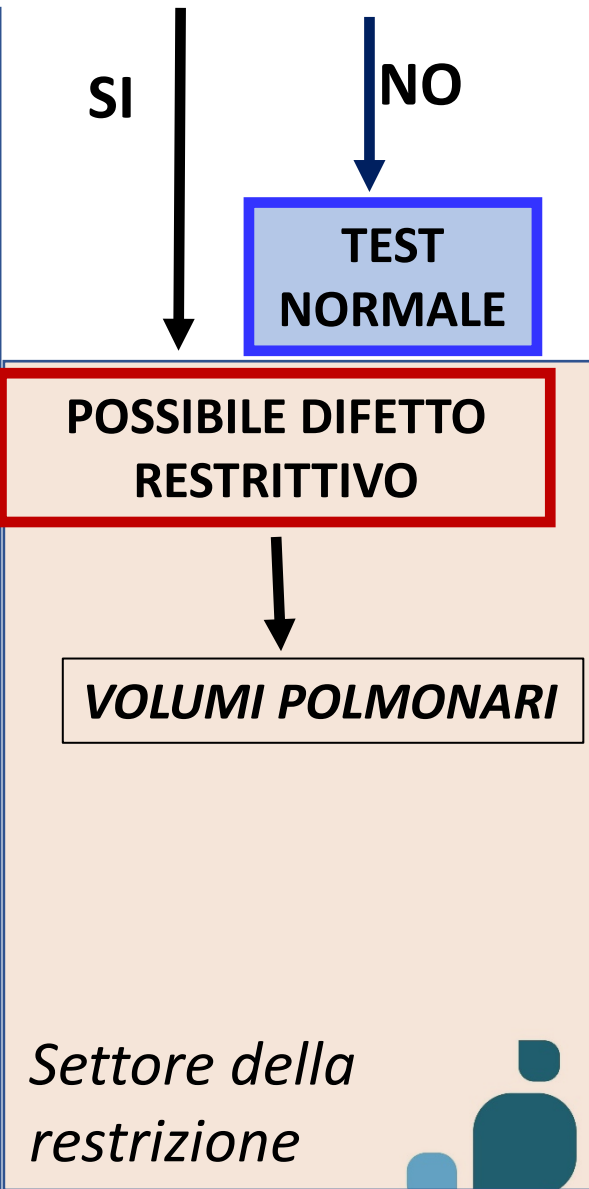 SI
NO
TEST
NORMALE
POSSIBILE DIFETTO
RESTRITTIVO
VOLUMI POLMONARI
Settore della
restrizione